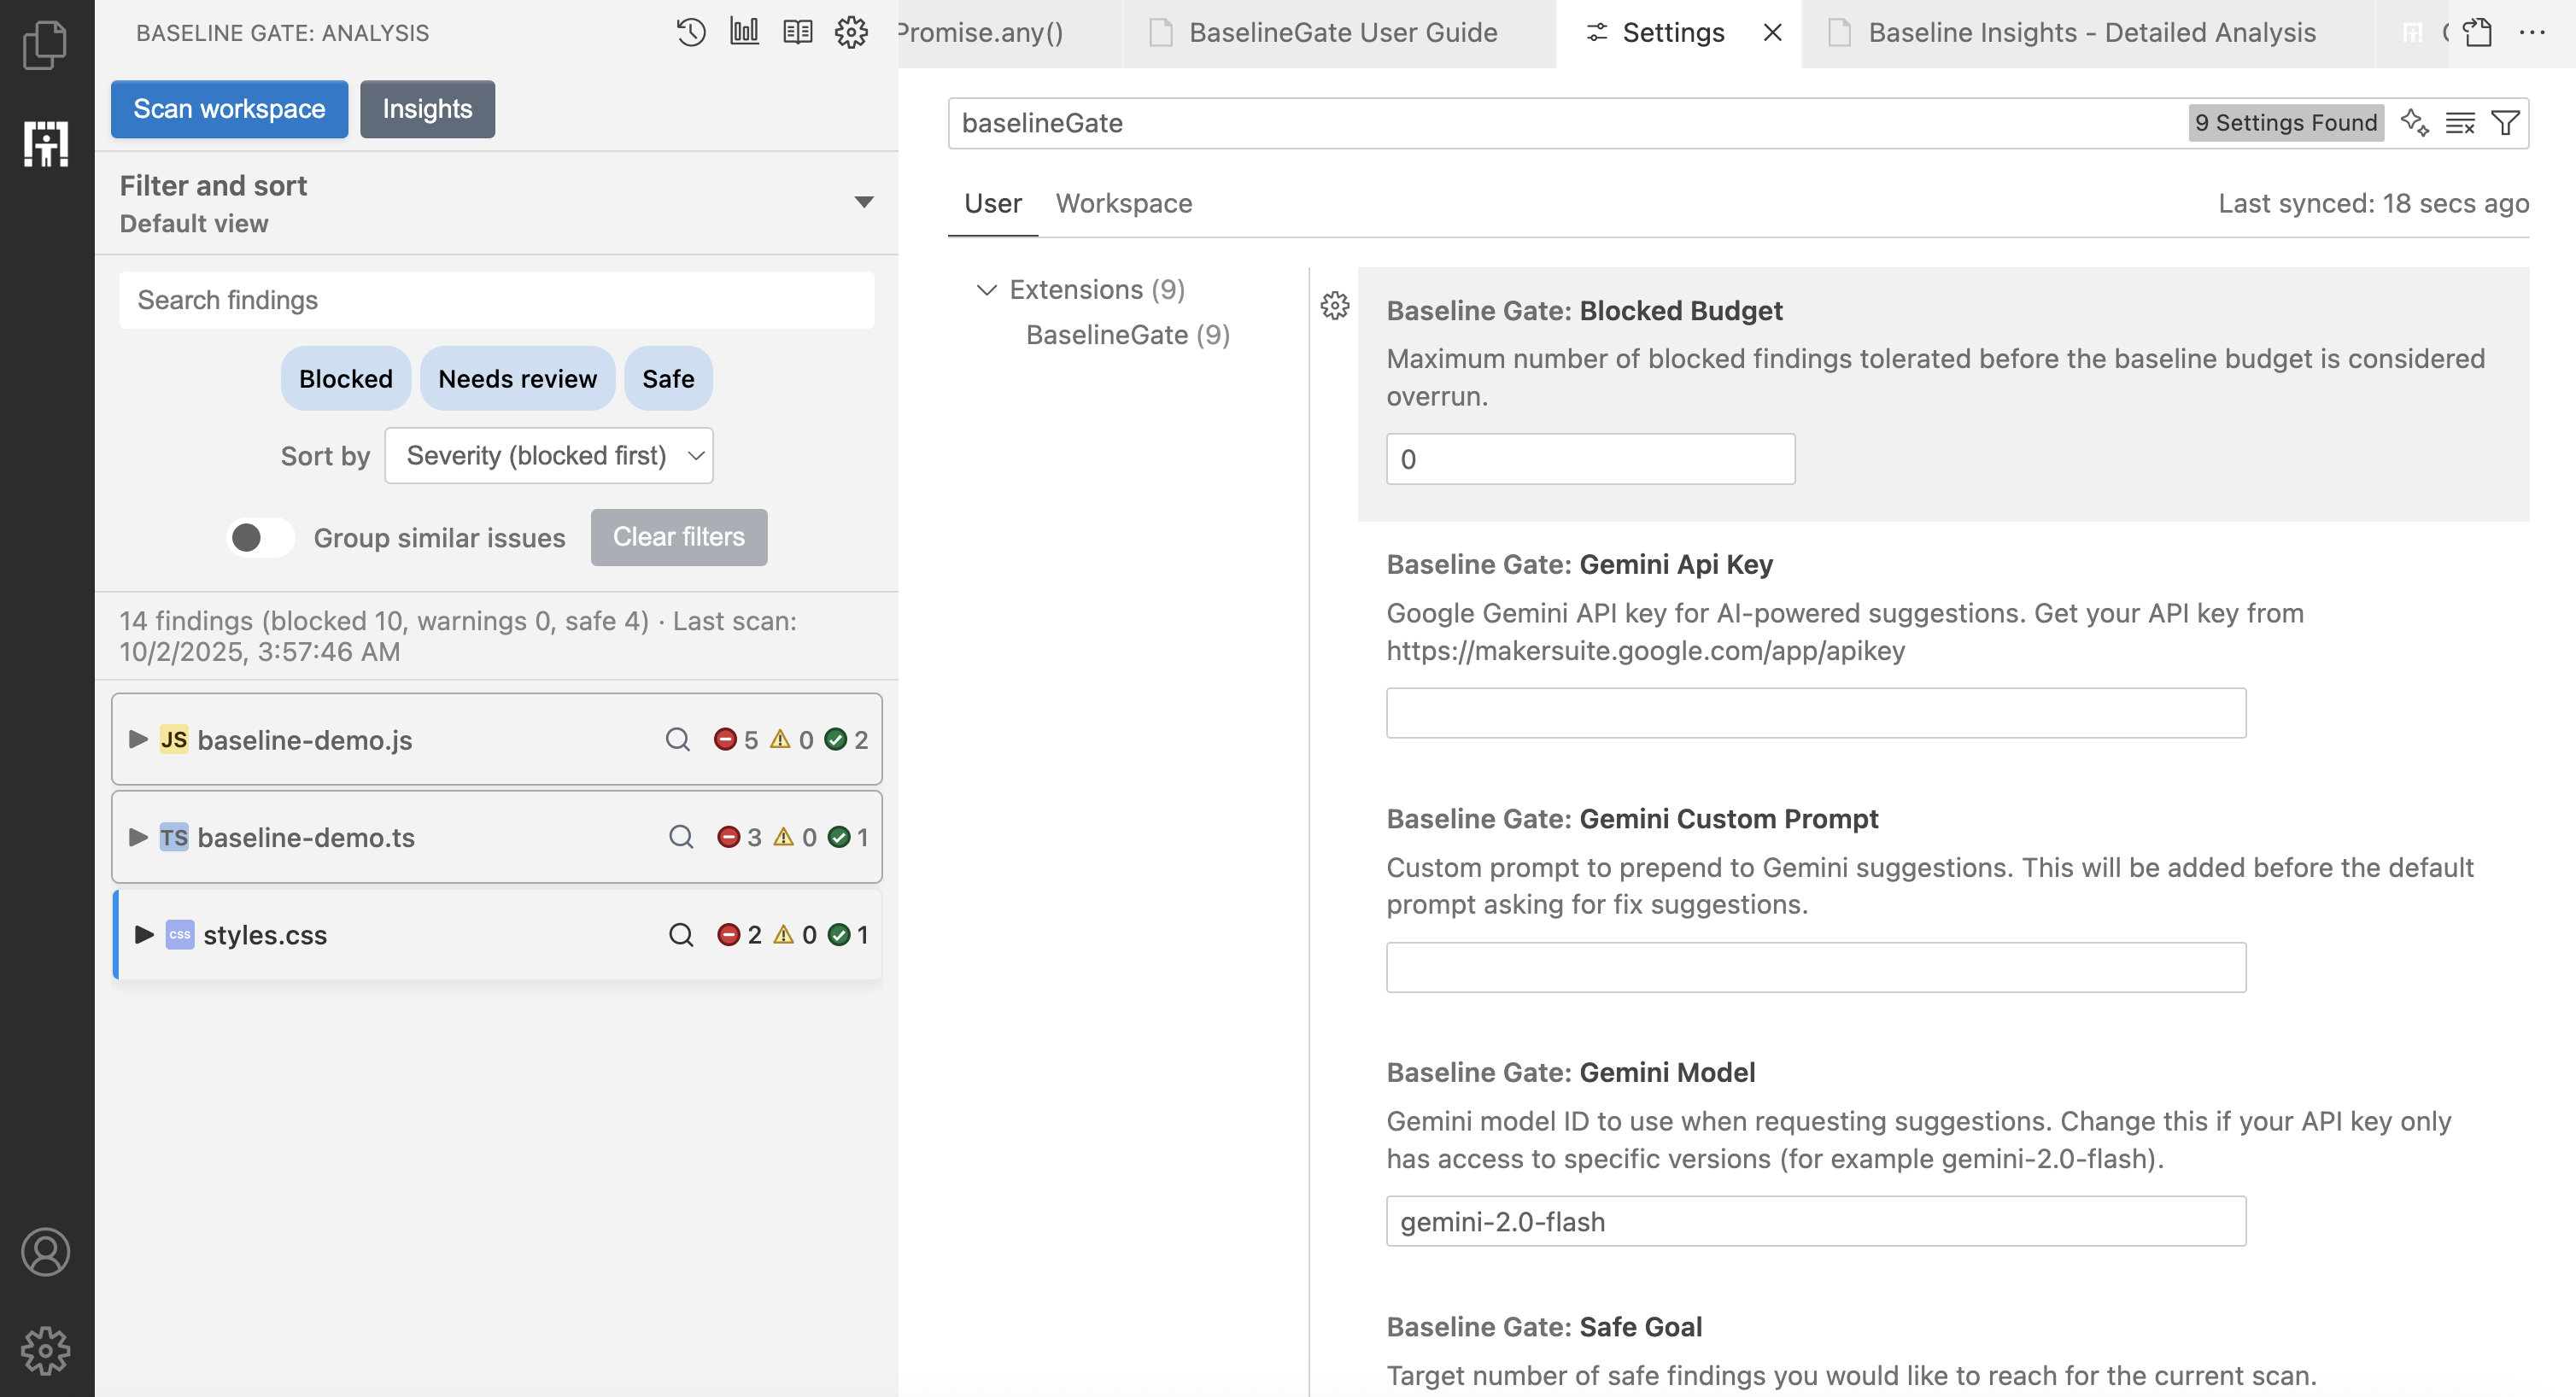 BASELINE GATE: ANALYSIS
Scan workspace
Insights
Filter and sort
Default view
Search findings
Blocked
Needs review
Safe
Sort by
Severity (blocked first)
Group similar issues
Clear filters
14 findings (blocked 10, warnings 0, safe 4) · Last scan:
10/2/2025, 3:57:46 AM
JS baseline-demo.js 5 0 2
TS baseline-demo.ts 3 0 1
css styles.css 2 0 1
Promise.any()
BaselineGate User Guide
Settings
Baseline Insights - Detailed Analysis
baselineGate
9 Settings Found
User
Workspace
Last synced: 18 secs ago
Extensions (9)
BaselineGate (9)
Baseline Gate: Blocked Budget
Maximum number of blocked findings tolerated before the baseline budget is considered
overrun.
0
Baseline Gate: Gemini Api Key
Google Gemini API key for AI-powered suggestions. Get your API key from
https://makersuite.google.com/app/apikey
Baseline Gate: Gemini Custom Prompt
Custom prompt to prepend to Gemini suggestions. This will be added before the default
prompt asking for fix suggestions.
Baseline Gate: Gemini Model
Gemini model ID to use when requesting suggestions. Change this if your API key only
has access to specific versions (for example gemini-2.0-flash).
gemini-2.0-flash
Baseline Gate: Safe Goal
Target number of safe findings you would like to reach for the current scan.